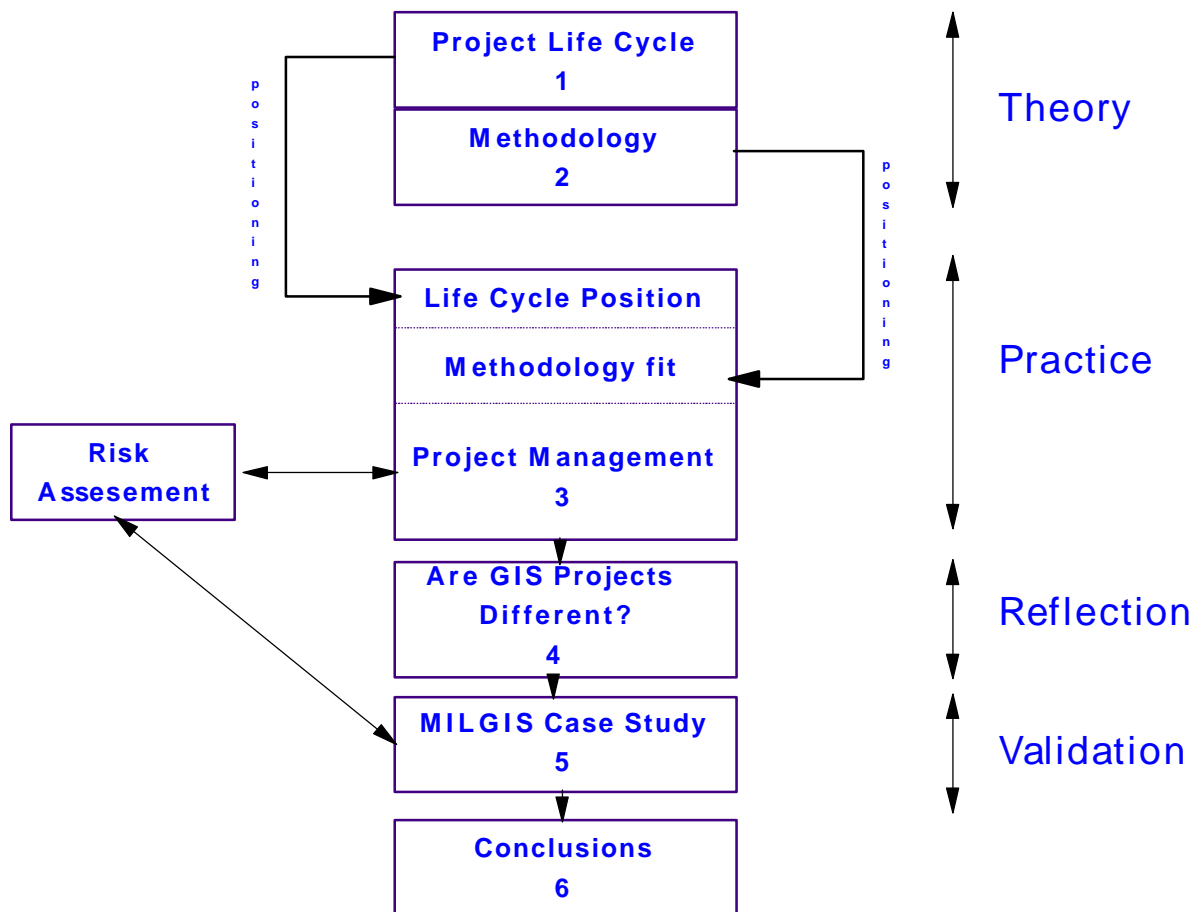 Project Life Cycle
1
Theory
positioning
Methodology
2
positioning
Life Cycle Position
Methodology fit
Practice
Risk
Assesement
Project Management
3
Are GIS Projects
Different?
4
Reflection
MILGIS Case Study
5
Validation
Conclusions
6